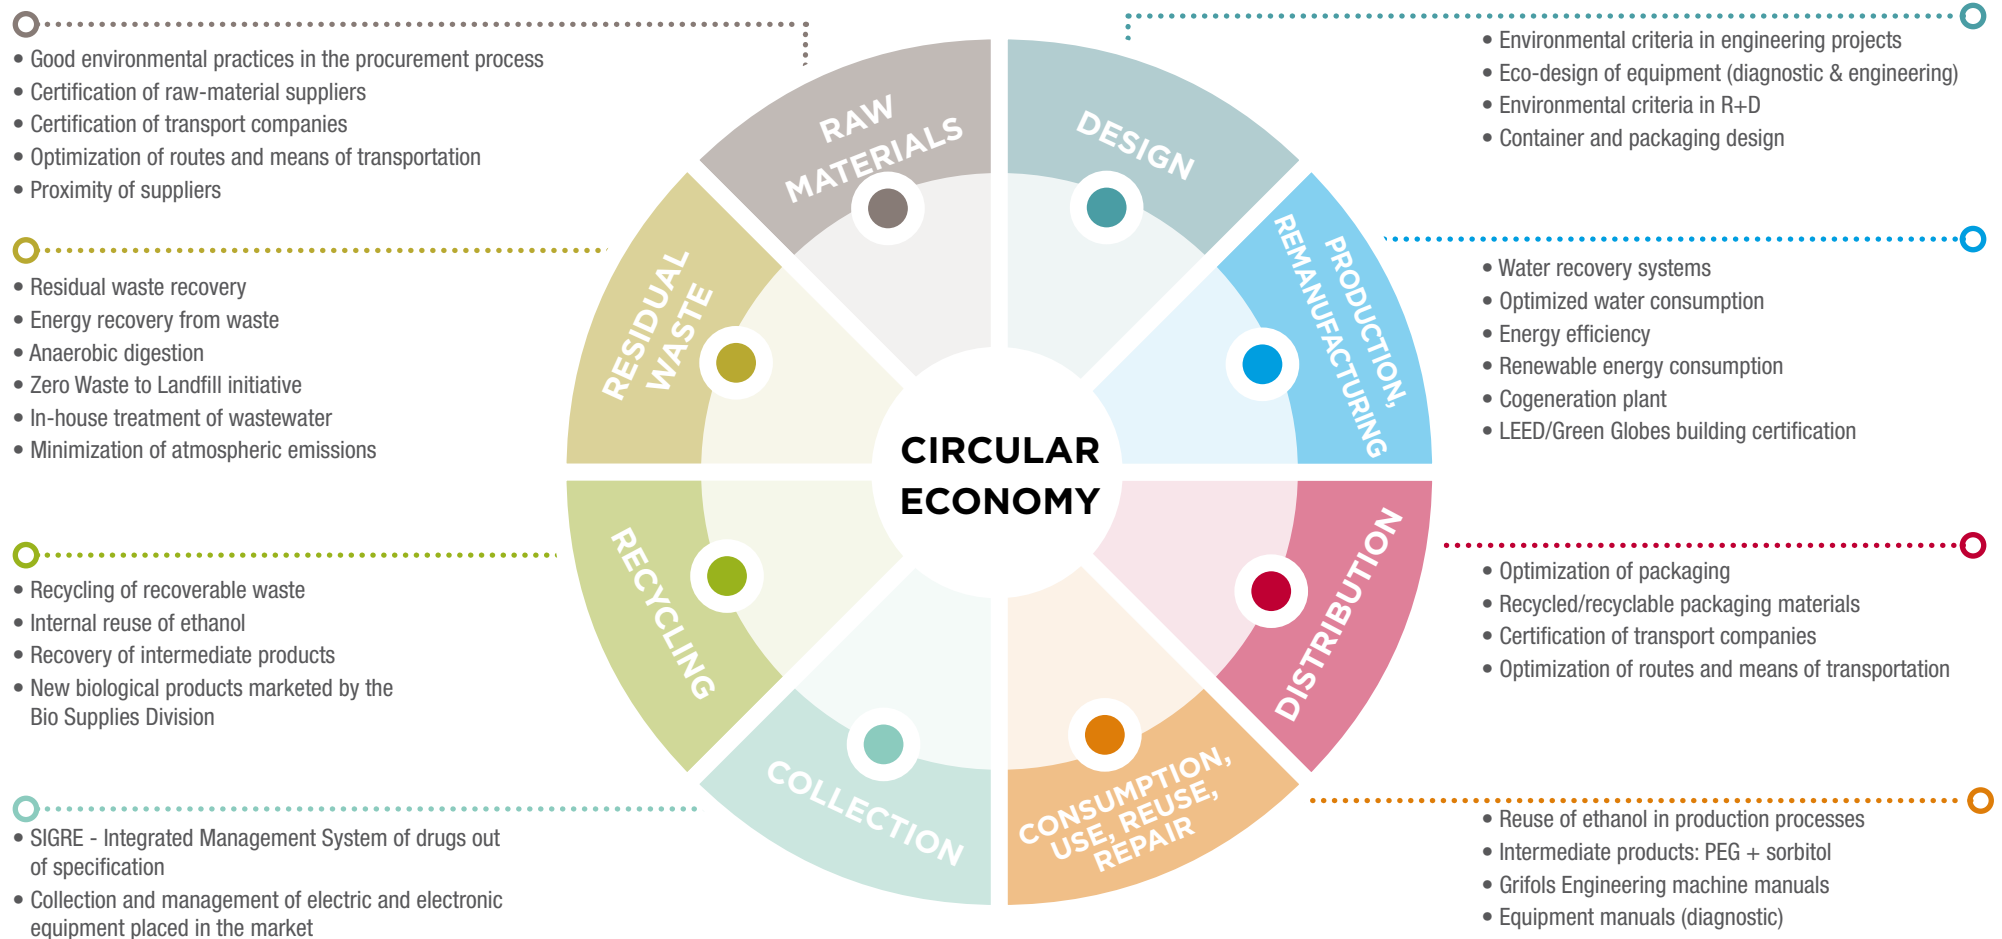 • Good environmental practices in the procurement process
• Certification of raw-material suppliers
• Certification of transport companies
• Optimization of routes and means of transportation
• Proximity of suppliers
• Residual waste recovery
• Energy recovery from waste
• Anaerobic digestion
• Zero Waste to Landfill initiative
• In-house treatment of wastewater
• Minimization of atmospheric emissions
• Recycling of recoverable waste
• Internal reuse of ethanol
• Recovery of intermediate products
• New biological products marketed by the
Bio Supplies Division
• SIGRE - Integrated Management System of drugs out
of specification
• Collection and management of electric and electronic
equipment placed in the market
RAW
MATERIALS
DESIGN
PRODUCTION,
REMANUFACTURING
DISTRIBUTION
CONSUMPTION,
USE, REUSE,
REPAIR
COLLECTION
RECYCLING
RESIDUAL
WASTE
CIRCULAR
ECONOMY
• Environmental criteria in engineering projects
• Eco-design of equipment (diagnostic & engineering)
• Environmental criteria in R+D
• Container and packaging design
• Water recovery systems
• Optimized water consumption
• Energy efficiency
• Renewable energy consumption
• Cogeneration plant
• LEED/Green Globes building certification
• Optimization of packaging
• Recycled/recyclable packaging materials
• Certification of transport companies
• Optimization of routes and means of transportation
• Reuse of ethanol in production processes
• Intermediate products: PEG + sorbitol
• Grifols Engineering machine manuals
• Equipment manuals (diagnostic)